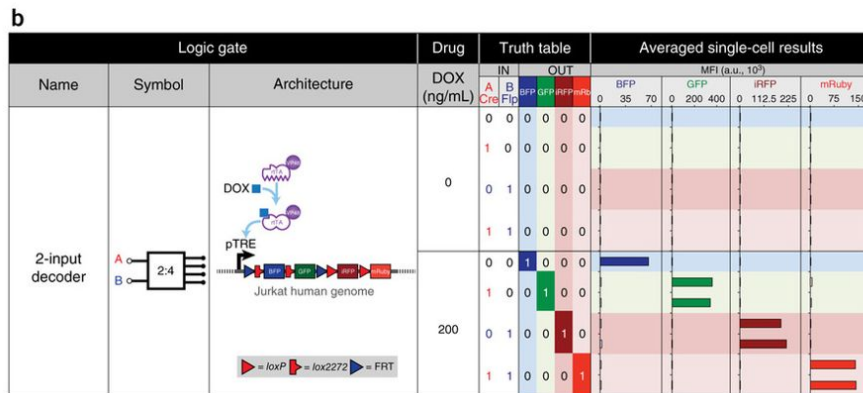 b
Logic gate Drug Truth table Averaged single-cell results
Name Symbol Architecture DOX (ng/mL) IN OUT MFI (a.u., 10³)
A Cre B Flp BFP GFP iRFP mRb BFP GFP iRFP mRuby
0 35 70 0 200 400 0 112.5 225 0 75 150
2-input decoder
A
B
2:4
VP64
rTA
DOX
VP64
rTA
pTRE
BFP GFP iRFP mRuby
Jurkat human genome
= loxP = lox2272 = FRT
0
0 0 0 0 0 0
1 0 0 0 0 0
0 1 0 0 0 0
1 1 0 0 0 0
200
0 0 1 0 0 0
1 0 0 1 0 0
0 1 0 0 1 0
1 1 0 0 0 1